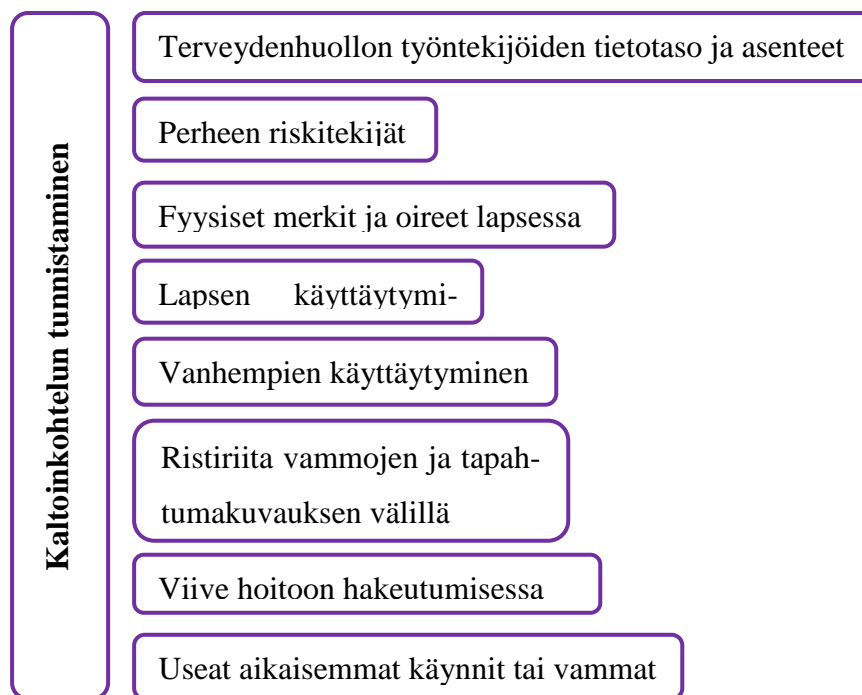 Kaltoinkohtelun tunnistaminen
Terveydenhuollon työntekijöiden tietotaso ja asenteet
Perheen riskitekijät
Fyysiset merkit ja oireet lapsessa
Lapsen käyttäytymi-
Vanhempien käyttäytyminen
Ristiriita vammojen ja tapah-
tumakuvauksen välillä
Viive hoitoon hakeutumisessa
Useat aikaisemmat käynnit tai vammat